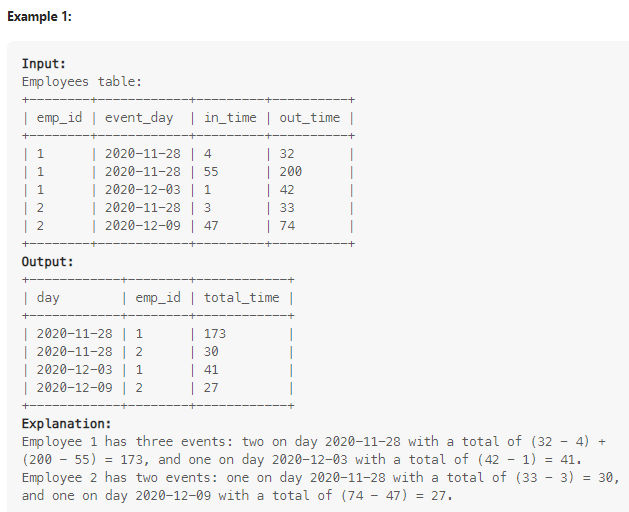 Example 1:
Input:
Employees table:
+--------+------------+---------+----------+
| emp_id | event_day  | in_time | out_time |
+--------+------------+---------+----------+
| 1      | 2020-11-28 | 4       | 32       |
| 1      | 2020-11-28 | 55      | 200      |
| 1      | 2020-12-03 | 1       | 42       |
| 2      | 2020-11-28 | 3       | 33       |
| 2      | 2020-12-09 | 47      | 74       |
+--------+------------+---------+----------+
Output:
+------------+--------+------------+
| day        | emp_id | total_time |
+------------+--------+------------+
| 2020-11-28 | 1      | 173        |
| 2020-11-28 | 2      | 30         |
| 2020-12-03 | 1      | 41         |
| 2020-12-09 | 2      | 27         |
+------------+--------+------------+
Explanation:
Employee 1 has three events: two on day 2020-11-28 with a total of (32 - 4) +
(200 - 55) = 173, and one on day 2020-12-03 with a total of (42 - 1) = 41.
Employee 2 has two events: one on day 2020-11-28 with a total of (33 - 3) = 30,
and one on day 2020-12-09 with a total of (74 - 47) = 27.